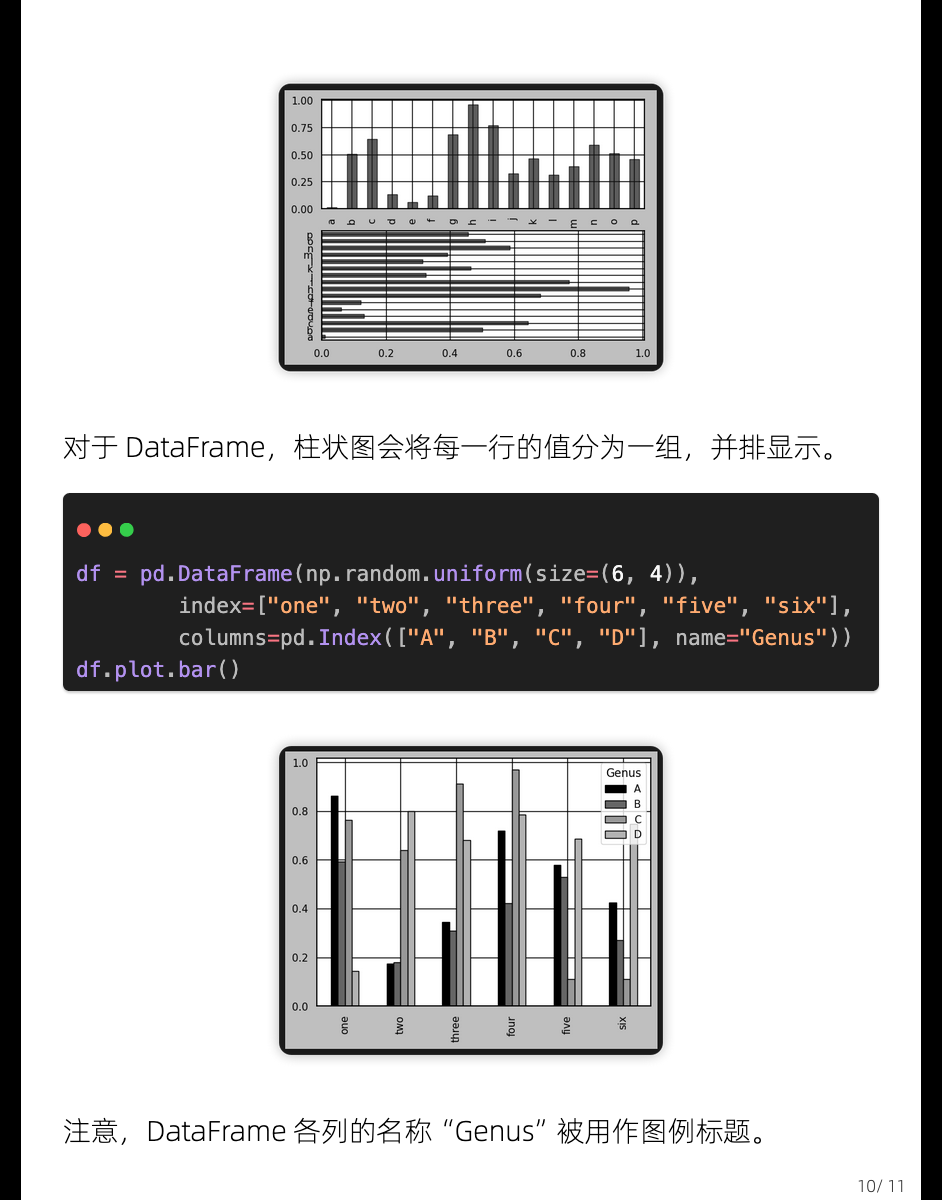 1.00
0.75
0.50
0.25
0.00
a b c d e f g h i j k l m n o p
p
o
n
m
l
k
j
i
h
g
f
e
d
c
b
a
0.0 0.2 0.4 0.6 0.8 1.0
对于 DataFrame，柱状图会将每一行的值分为一组，并排显示。
df = pd.DataFrame(np.random.uniform(size=(6, 4)),
index=["one", "two", "three", "four", "five", "six"],
columns=pd.Index(["A", "B", "C", "D"], name="Genus"))
df.plot.bar()
1.0
0.8
0.6
0.4
0.2
0.0
Genus
A
B
C
D
one two three four five six
注意，DataFrame 各列的名称 “Genus” 被用作图例标题。
10/ 11